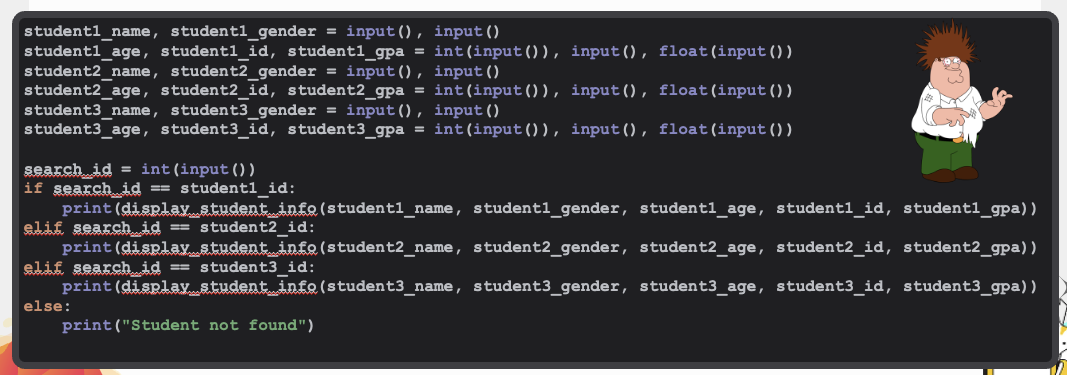 student1_name, student1_gender = input(), input()
student1_age, student1_id, student1_gpa = int(input()), input(), float(input())
student2_name, student2_gender = input(), input()
student2_age, student2_id, student2_gpa = int(input()), input(), float(input())
student3_name, student3_gender = input(), input()
student3_age, student3_id, student3_gpa = int(input()), input(), float(input())

search_id = int(input())
if search_id == student1_id:
    print(display_student_info(student1_name, student1_gender, student1_age, student1_id, student1_gpa))
elif search_id == student2_id:
    print(display_student_info(student2_name, student2_gender, student2_age, student2_id, student2_gpa))
elif search_id == student3_id:
    print(display_student_info(student3_name, student3_gender, student3_age, student3_id, student3_gpa))
else:
    print("Student not found")